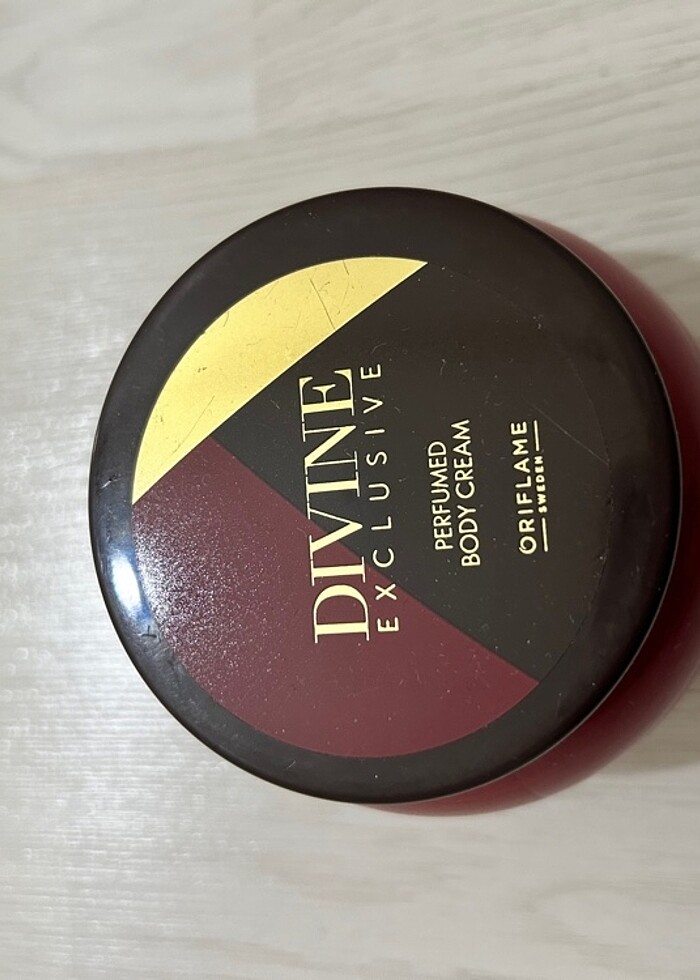 DIVINE
EXCLUSIVE
PERFUMED
BODY CREAM
ORIFLAME
SWEDEN